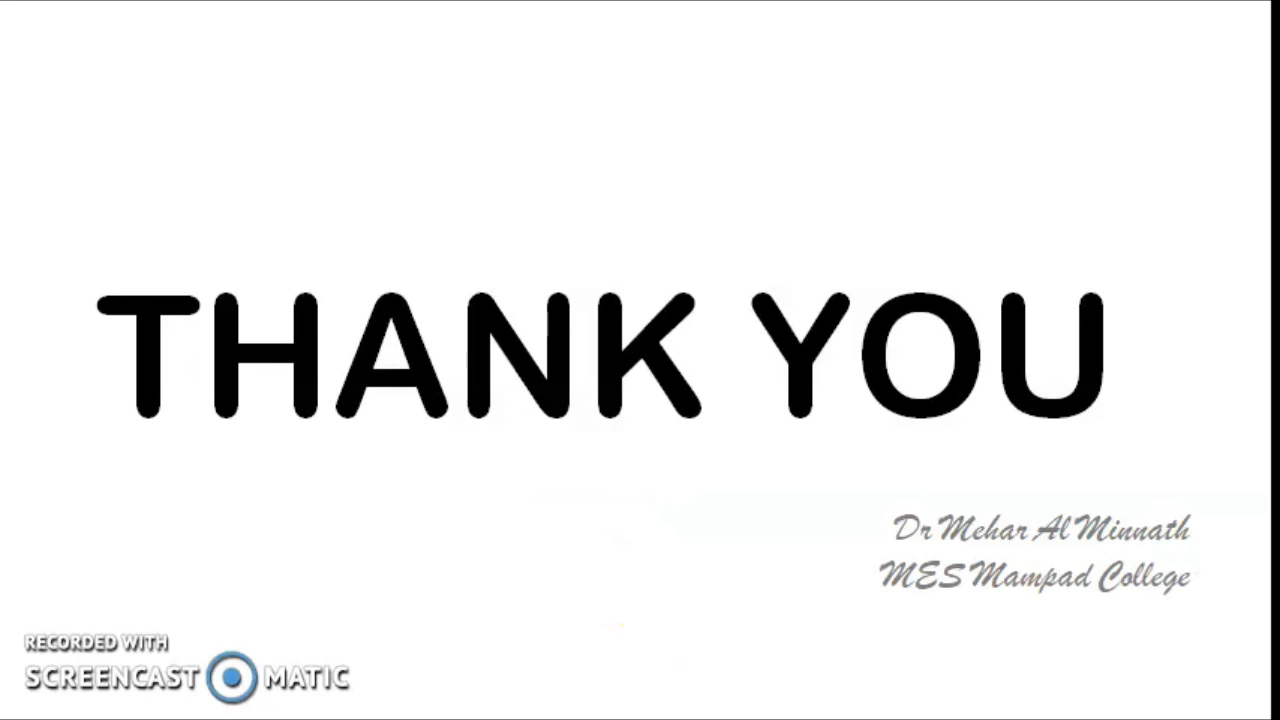 THANK YOU
Dr Mehar Al Minnath
MES Mampad College
RECORDED WITH
SCREENCAST MATIC